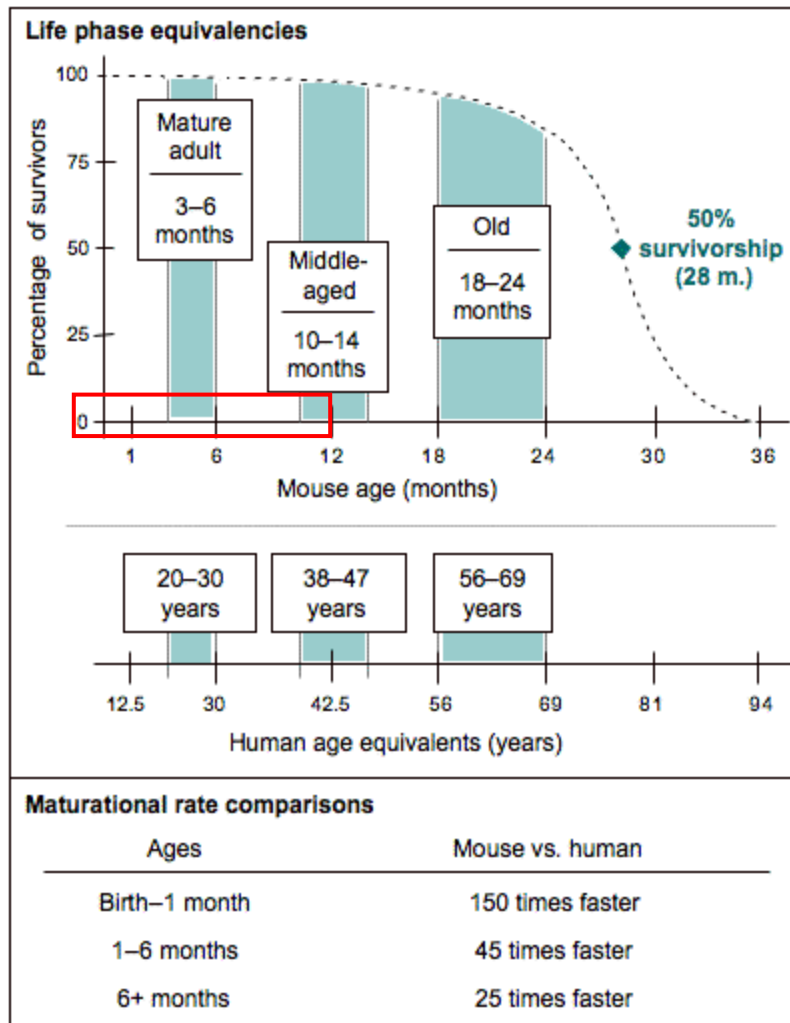 Life phase equivalencies
100
75
50
25
0
Percentage of survivors
Mature
adult
3–6
months
Middle-
aged
10–14
months
Old
18–24
months
50%
survivorship
(28 m.)
1 6 12 18 24 30 36
Mouse age (months)
20–30
years
38–47
years
56–69
years
12.5 30 42.5 56 69 81 94
Human age equivalents (years)
Maturational rate comparisons
Ages Mouse vs. human
Birth–1 month 150 times faster
1–6 months 45 times faster
6+ months 25 times faster